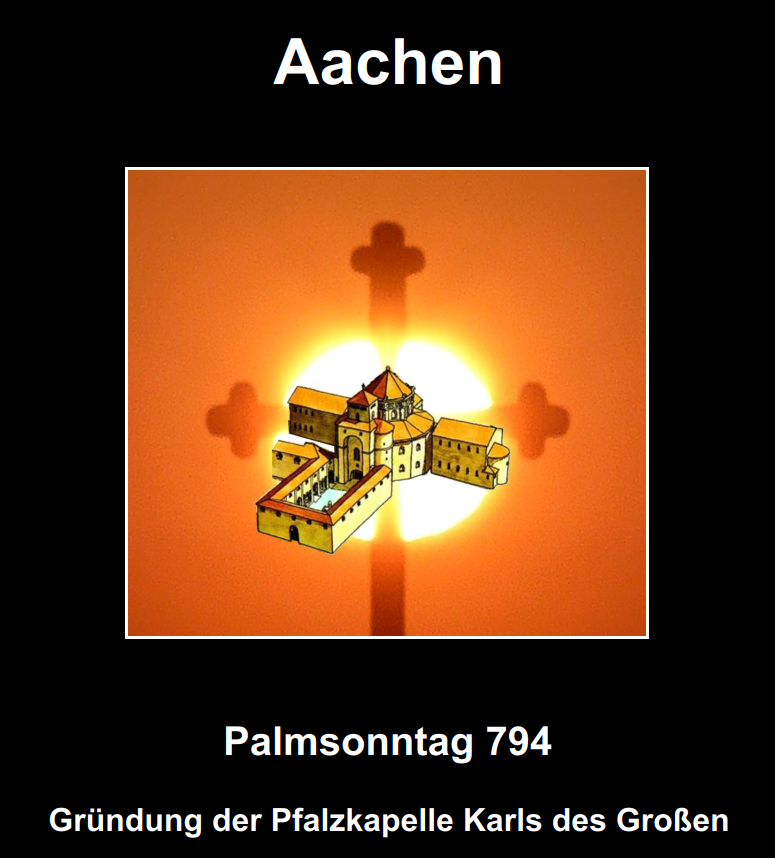 Aachen
Palmsonntag 794
Gründung der Pfalzkapelle Karls des Großen